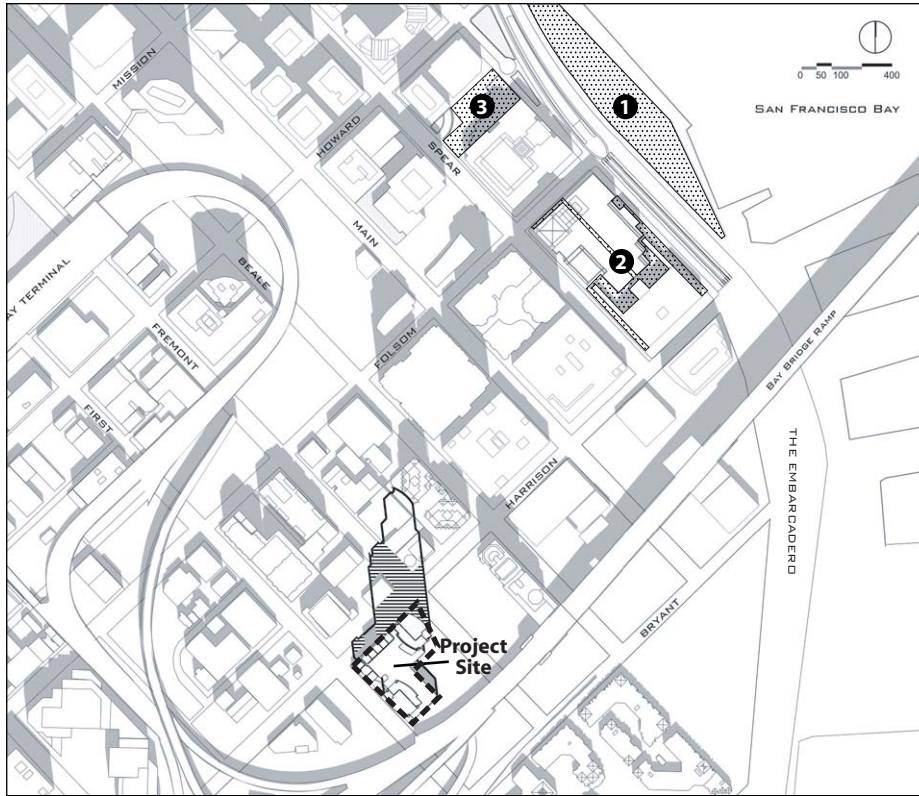 MISSION
3
1
0 50 100 400
SAN FRANCISCO BAY
HOWARD
SPEAR
MAIN
2
BEALE
AY TERMINAL
FREMONT
FIRST
FOLSOM
BAY BRIDGE RAMP
HARRISON
THE EMBARCADERO
BRYANT
Project
Site